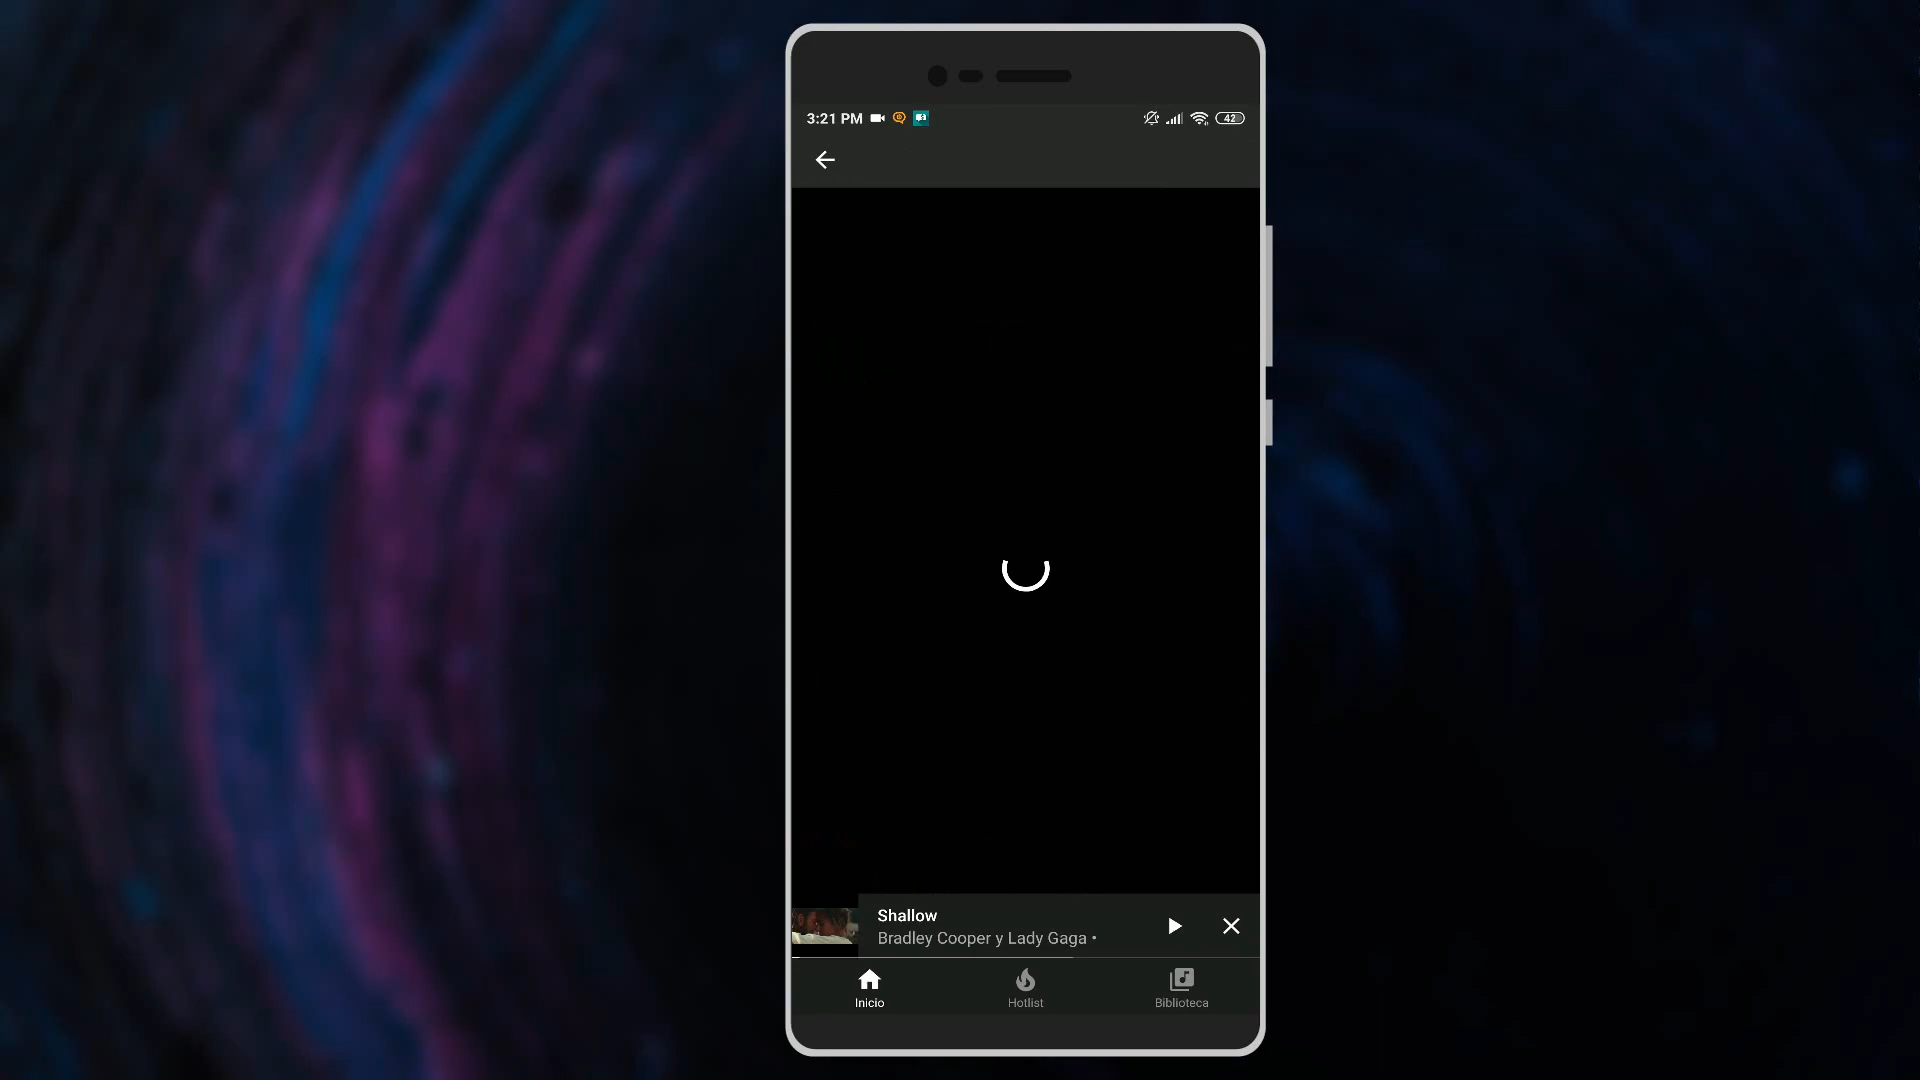 3:21 PM
42
Shallow
Bradley Cooper y Lady Gaga •
Inicio
Hotlist
Biblioteca